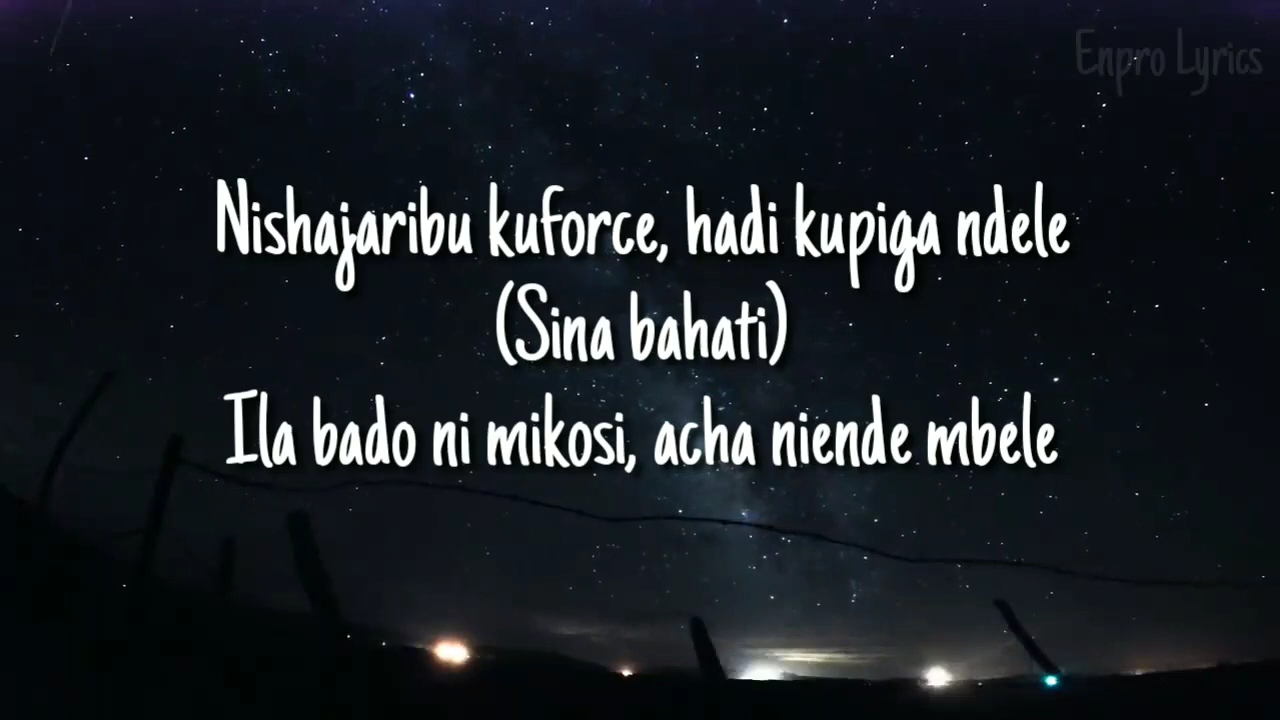 Enpro Lyrics
Nishajaribu kuforce, hadi kupiga ndele
(Sina bahati)
Ila bado ni mikosi, acha niende mbele